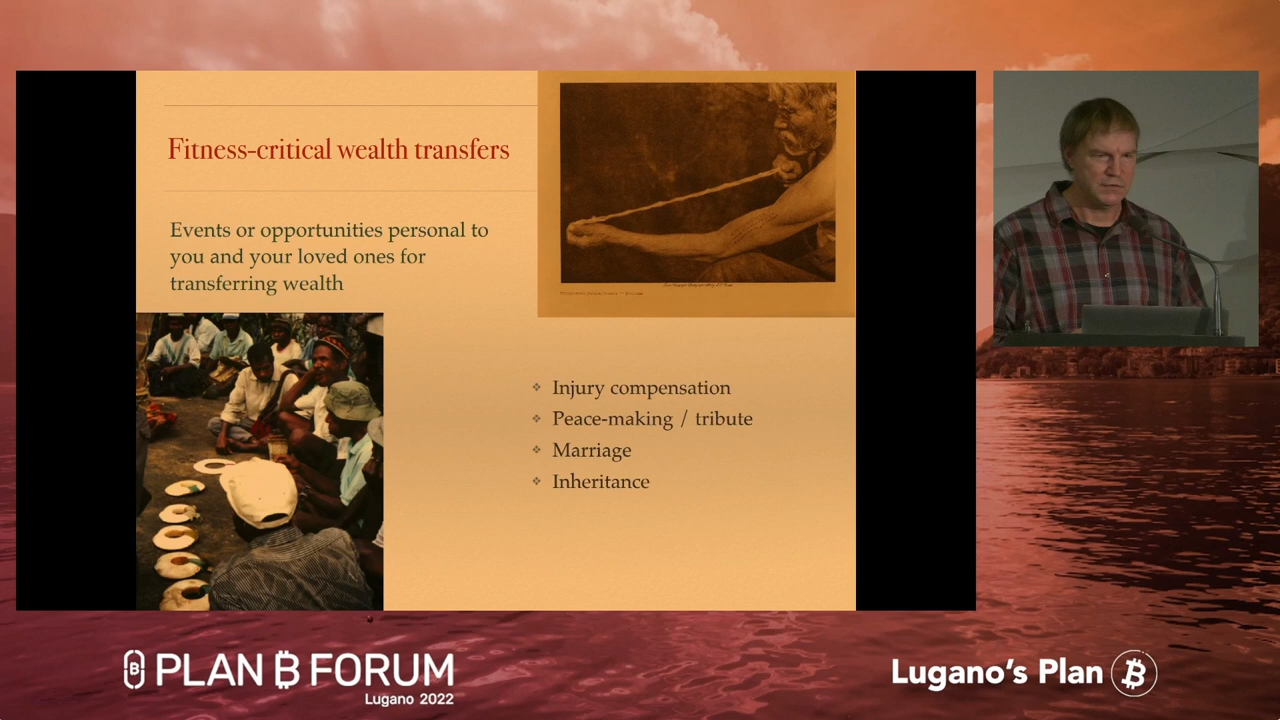 Fitness-critical wealth transfers
Events or opportunities personal to
you and your loved ones for
transferring wealth
Injury compensation
Peace-making / tribute
Marriage
Inheritance
PLAN ₿ FORUM
Lugano 2022
Lugano's Plan ₿